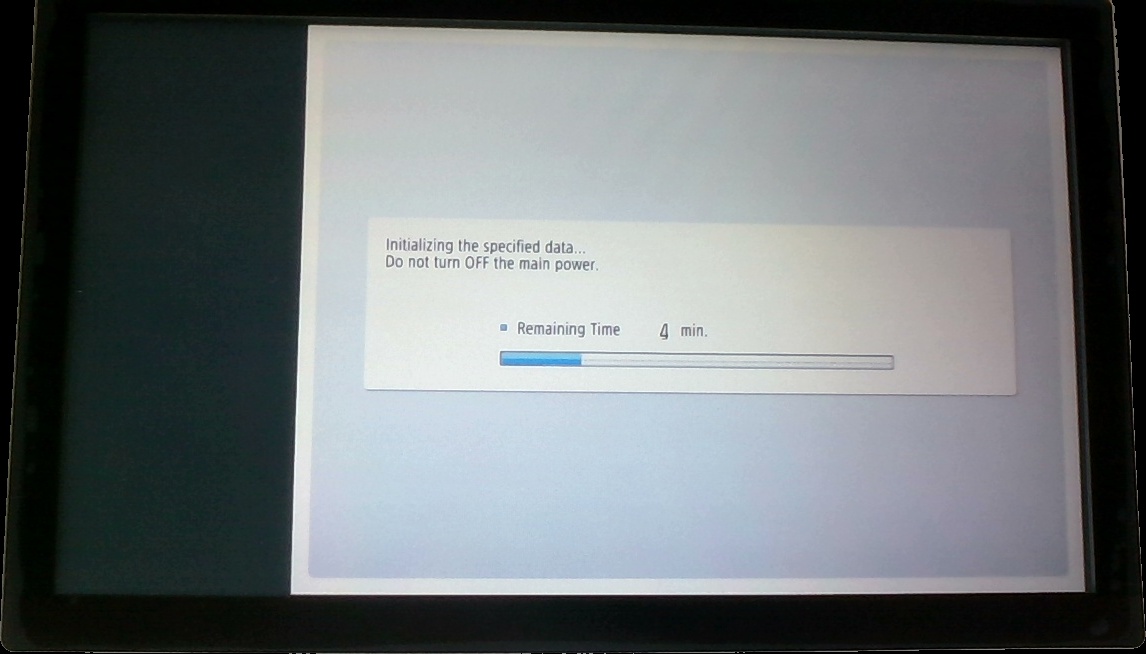 Initializing the specified data...
Do not turn OFF the main power.
Remaining Time 4 min.